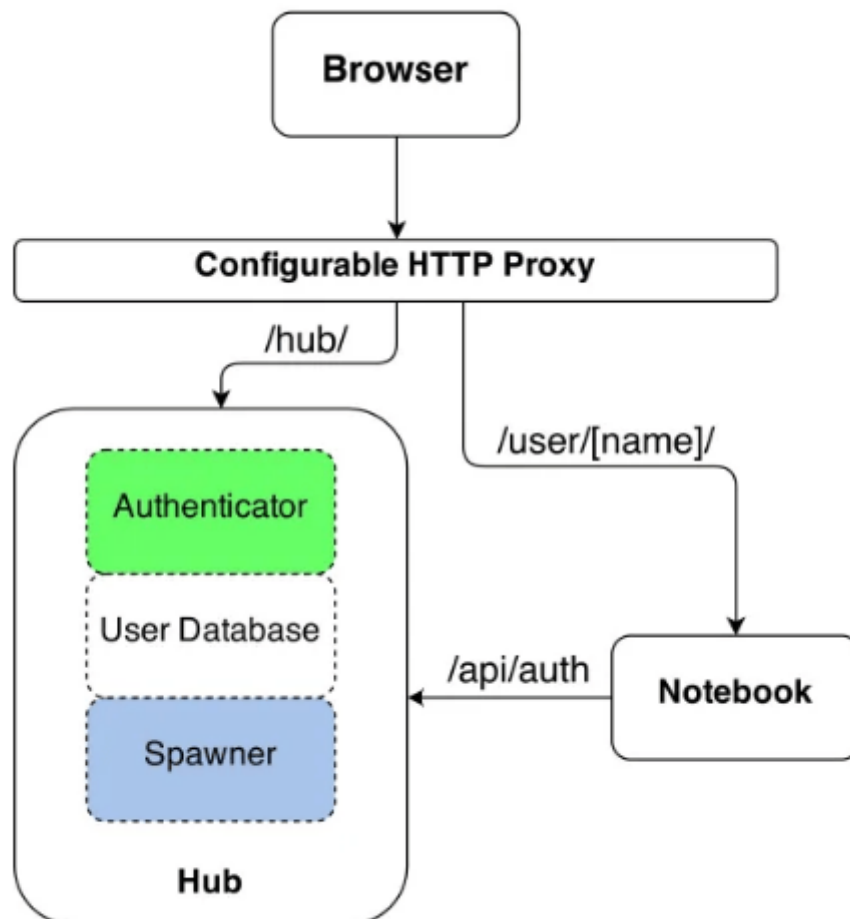 Browser
Configurable HTTP Proxy
/hub/
/user/[name]/
Authenticator
User Database
/api/auth
Notebook
Spawner
Hub